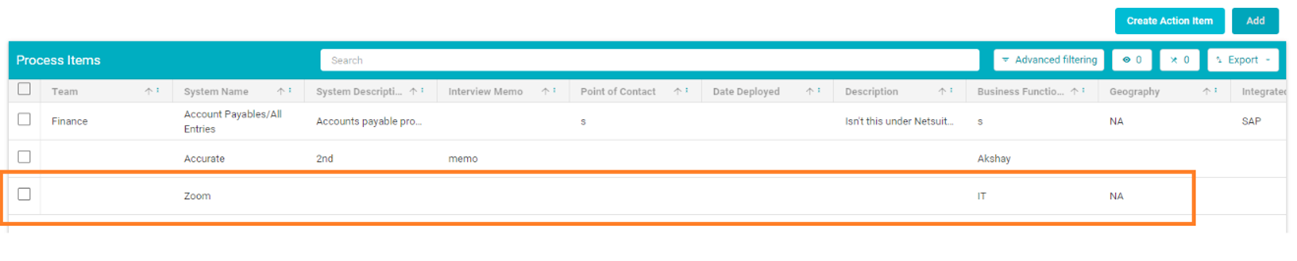 Create Action Item Add
Process Items Search Advanced filtering 0 0 Export
Team System Name System Descripti... Interview Memo Point of Contact Date Deployed Description Business Functio... Geography Integrated
Finance Account Payables/All Accounts payable pro... s Isn't this under Netsuit... s NA SAP
Entries
Accurate 2nd memo Akshay
Zoom IT NA